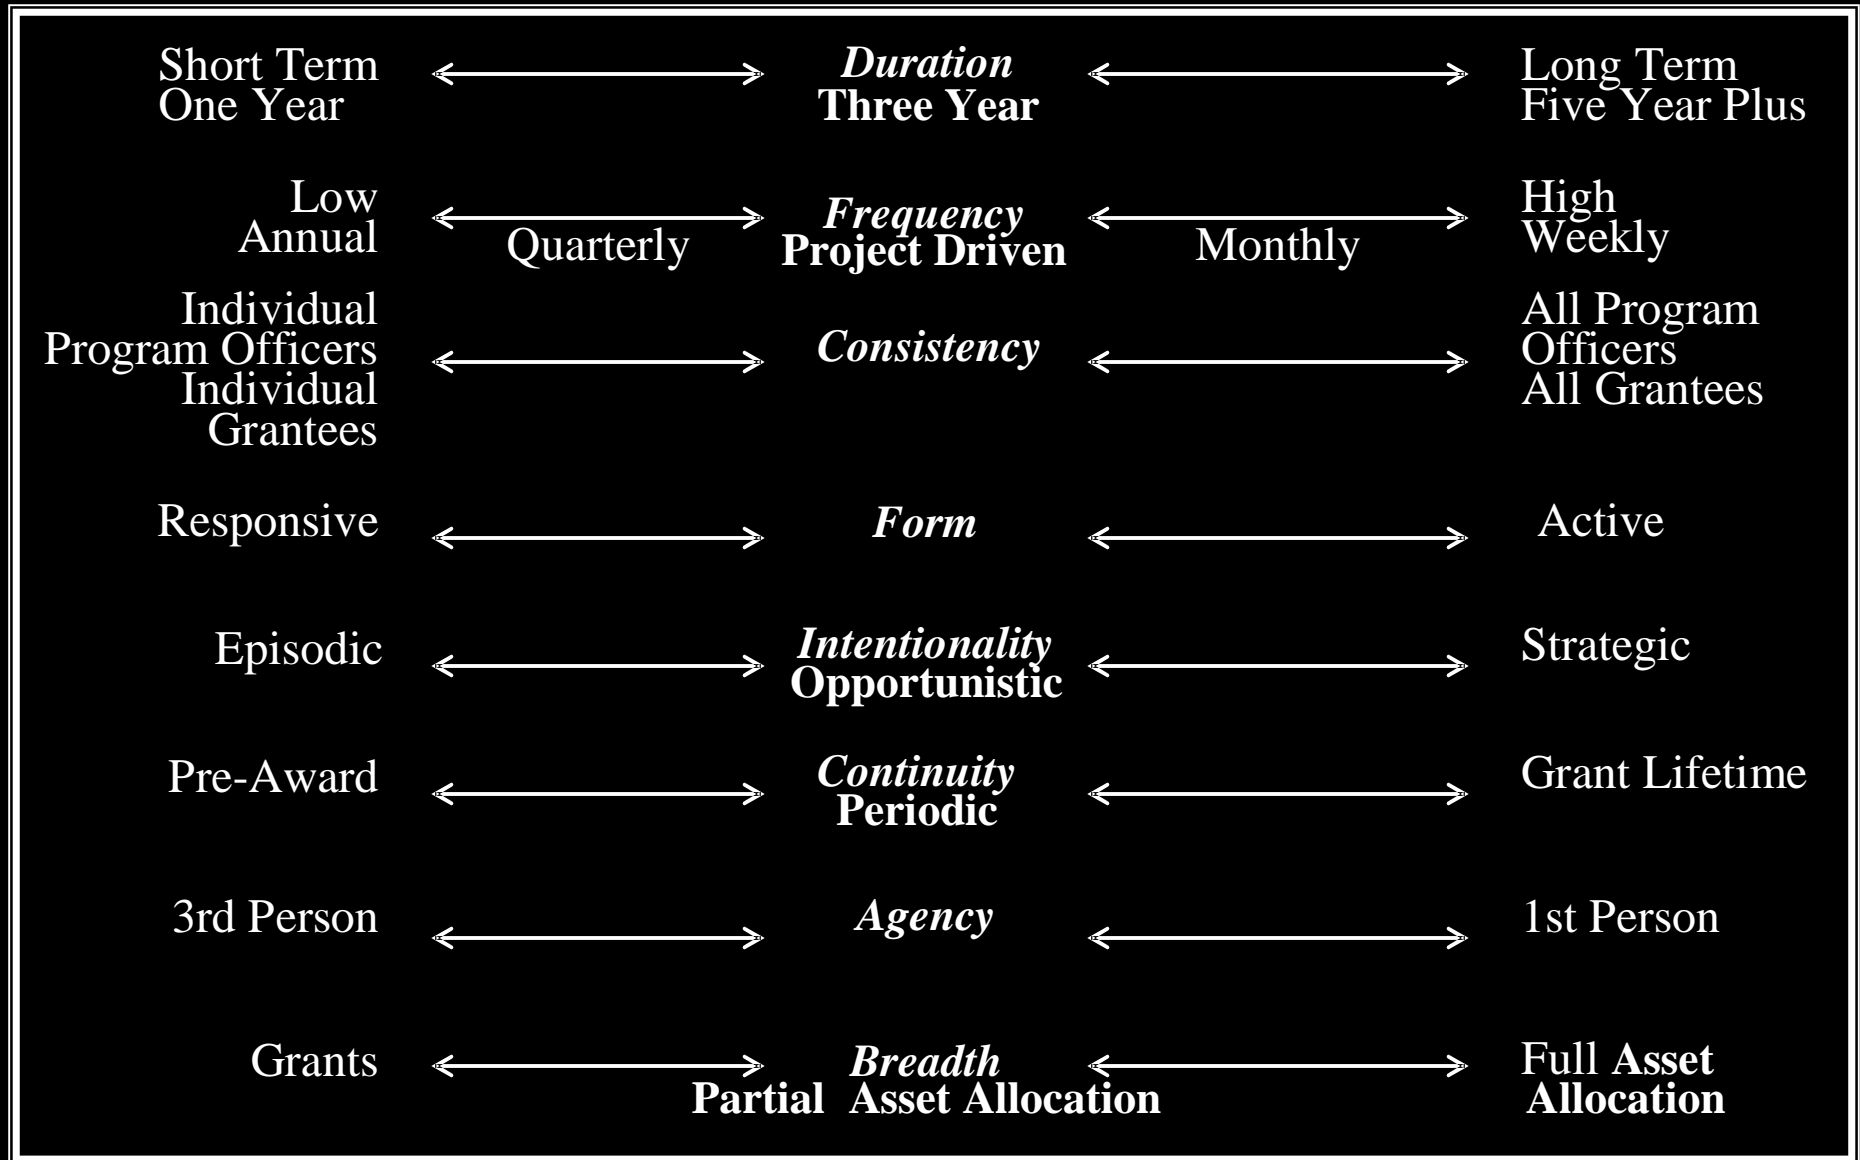 Short Term
One Year
Duration
Three Year
Long Term
Five Year Plus
Low
Annual
Quarterly
Frequency
Project Driven
Monthly
High
Weekly
Individual
Program Officers
Individual
Grantees
Consistency
All Program
Officers
All Grantees
Responsive
Form
Active
Episodic
Intentionality
Opportunistic
Strategic
Pre-Award
Continuity
Periodic
Grant Lifetime
3rd Person
Agency
1st Person
Grants
Breadth
Partial Asset Allocation
Full Asset
Allocation